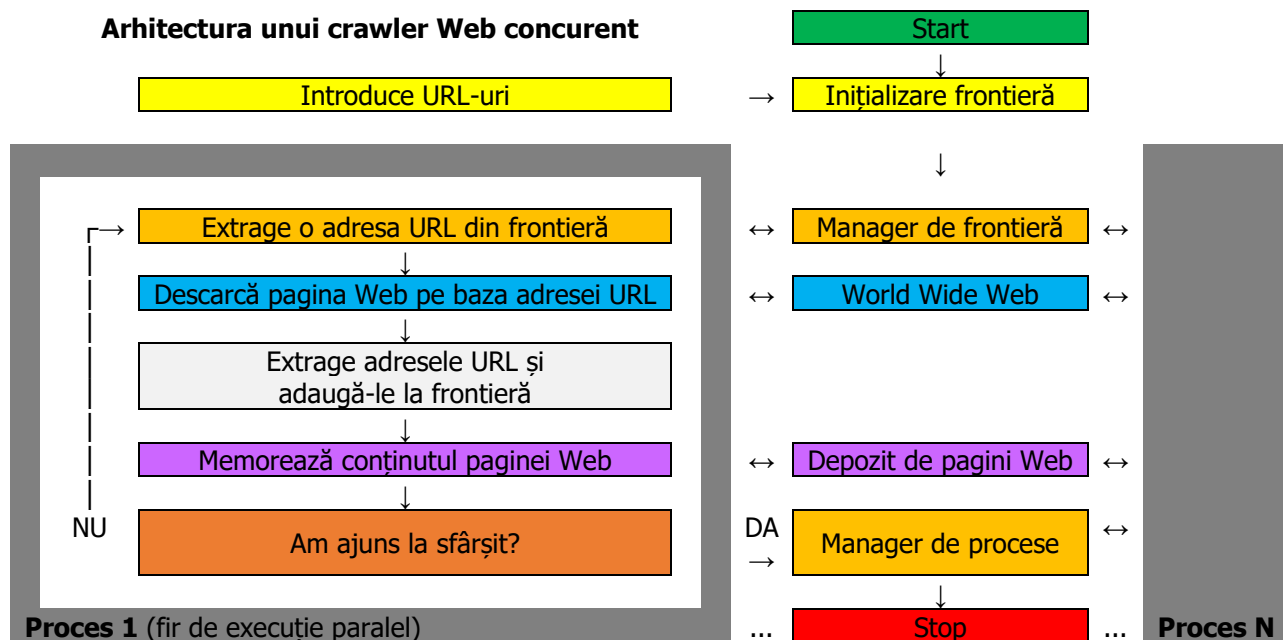 Arhitectura unui crawler Web concurent
Start
↓
Introduce URL-uri → Inițializare frontieră
↓
Extrage o adresa URL din frontieră ↔ Manager de frontieră ↔
↓
Descarcă pagina Web pe baza adresei URL ↔ World Wide Web ↔
↓
Extrage adresele URL și
adaugă-le la frontieră
↓
Memorează conținutul paginei Web ↔ Depozit de pagini Web ↔
↓
NU Am ajuns la sfârșit? DA → Manager de procese ↔
↓
Proces 1 (fir de execuție paralel) ... Stop ... Proces N